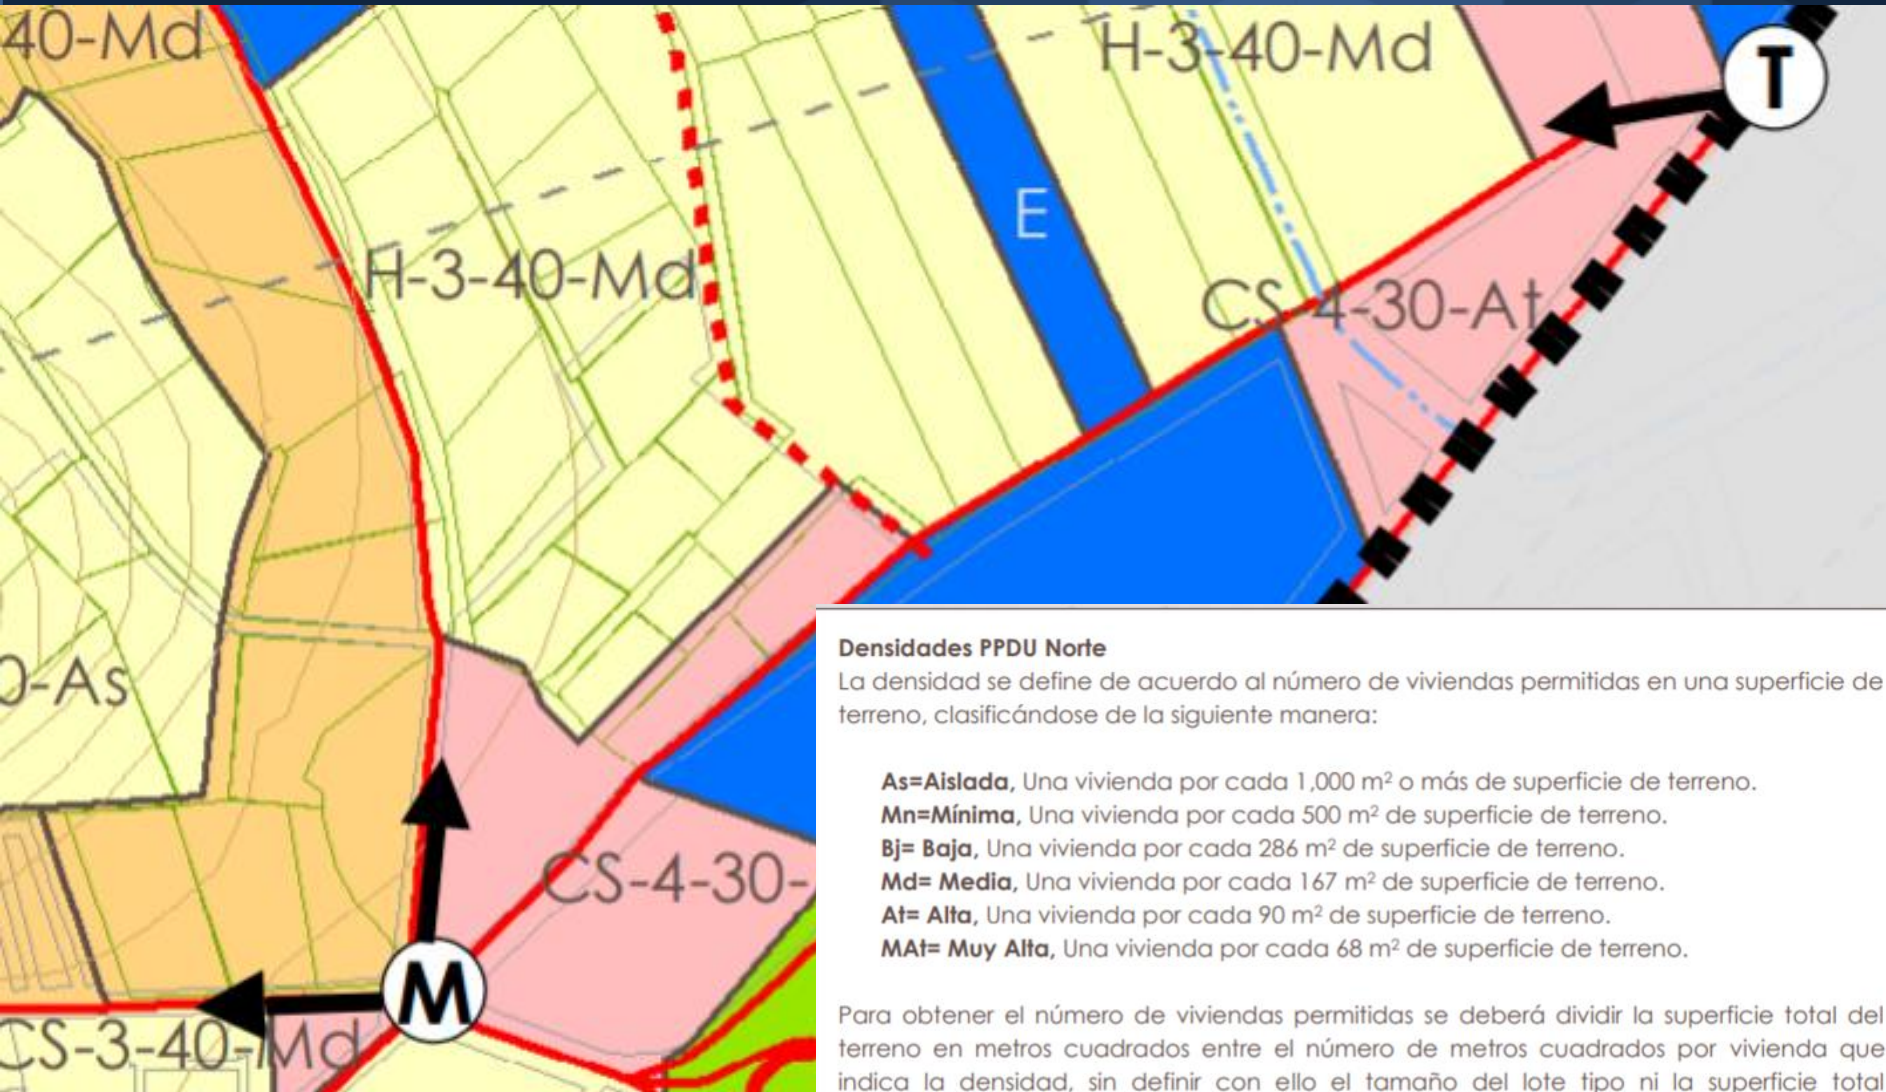 40-Md
H-3-40-Md
T
E
H-3-40-Md
CS-4-30-At
0-As
CS-4-30-
M
CS-3-40-Md
Densidades PPDU Norte
La densidad se define de acuerdo al número de viviendas permitidas en una superficie de
terreno, clasificándose de la siguiente manera:
As=Aislada, Una vivienda por cada 1,000 m² o más de superficie de terreno.
Mn=Mínima, Una vivienda por cada 500 m² de superficie de terreno.
Bj= Baja, Una vivienda por cada 286 m² de superficie de terreno.
Md= Media, Una vivienda por cada 167 m² de superficie de terreno.
At= Alta, Una vivienda por cada 90 m² de superficie de terreno.
MAt= Muy Alta, Una vivienda por cada 68 m² de superficie de terreno.
Para obtener el número de viviendas permitidas se deberá dividir la superficie total del
terreno en metros cuadrados entre el número de metros cuadrados por vivienda que
indica la densidad, sin definir con ello el tamaño del lote tipo ni la superficie total